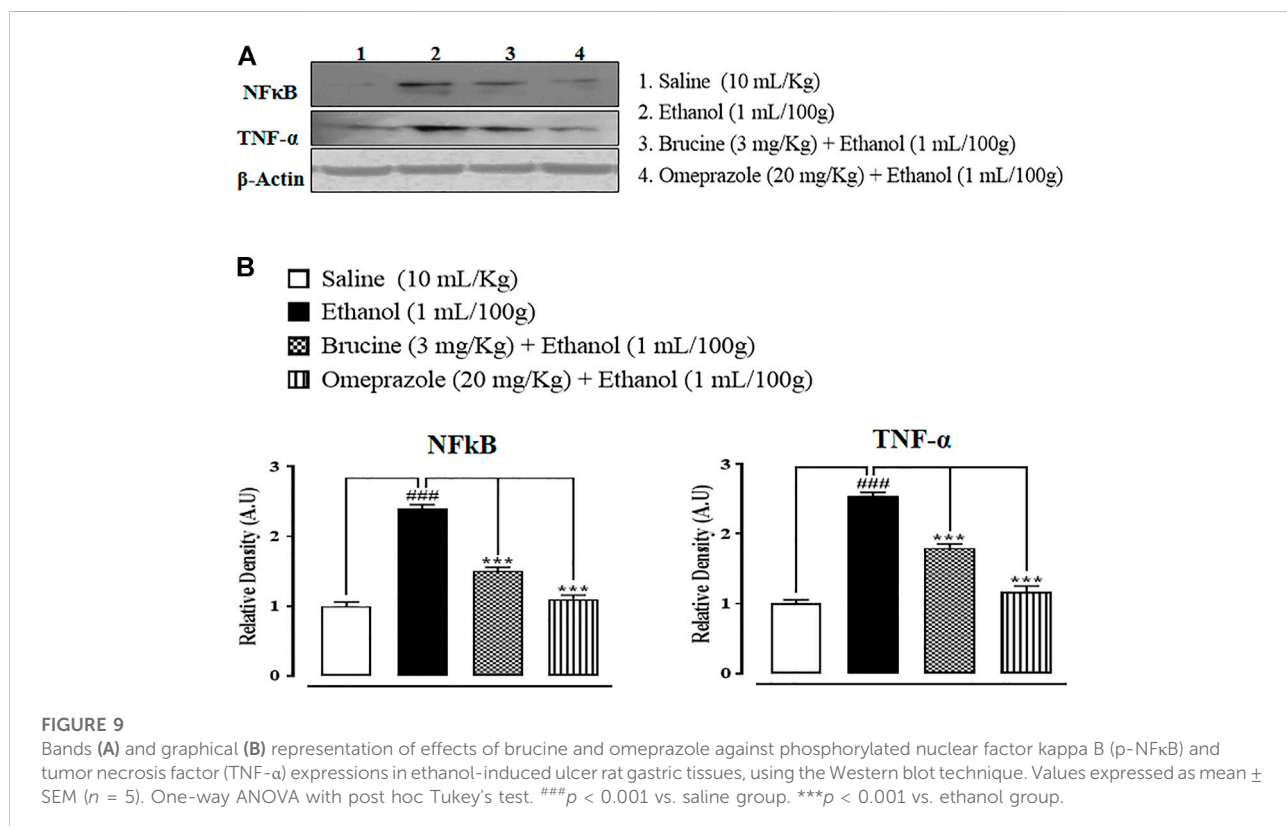 A
1 2 3 4
NFκB
TNF-α
β-Actin
1. Saline (10 mL/Kg)
2. Ethanol (1 mL/100g)
3. Brucine (3 mg/Kg) + Ethanol (1 mL/100g)
4. Omeprazole (20 mg/Kg) + Ethanol (1 mL/100g)
B
Saline (10 mL/Kg)
Ethanol (1 mL/100g)
Brucine (3 mg/Kg) + Ethanol (1 mL/100g)
Omeprazole (20 mg/Kg) + Ethanol (1 mL/100g)
NFkB
Relative Density (A.U)
3
2
1
0
###
***
***
TNF-α
Relative Density (A.U)
3
2
1
0
###
***
***
FIGURE 9
Bands (A) and graphical (B) representation of effects of brucine and omeprazole against phosphorylated nuclear factor kappa B (p-NFκB) and
tumor necrosis factor (TNF-α) expressions in ethanol-induced ulcer rat gastric tissues, using the Western blot technique. Values expressed as mean ±
SEM (n = 5). One-way ANOVA with post hoc Tukey's test. ###p < 0.001 vs. saline group. ***p < 0.001 vs. ethanol group.